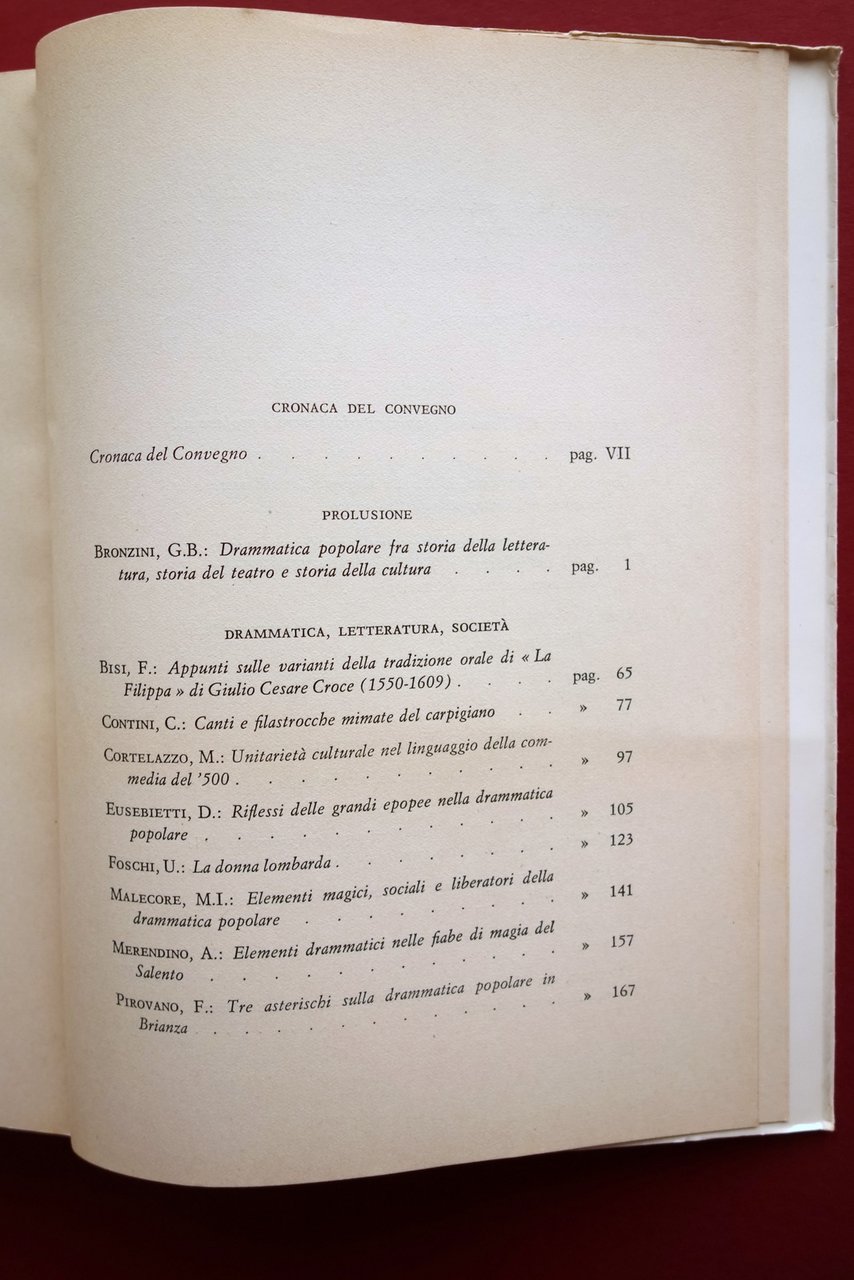 CRONACA DEL CONVEGNO
Cronaca del Convegno . . . . . . . . . . pag. VII
PROLUSIONE
BRONZINI, G.B.: Drammatica popolare fra storia della lettera-
tura, storia del teatro e storia della cultura . . . . pag. 1
DRAMMATICA, LETTERATURA, SOCIETÀ
BISI, F.: Appunti sulle varianti della tradizione orale di « La
Filippa » di Giulio Cesare Croce (1550-1609) . . . . pag. 65
CONTINI, C.: Canti e filastrocche mimate del carpigiano . . » 77
CORTELAZZO, M.: Unitarietà culturale nel linguaggio della com-
media del '500 . . . . . . . . . . » 97
EUSEBIETTI, D.: Riflessi delle grandi epopee nella drammatica
popolare . . . . . . . . . . . » 105
FOSCHI, U.: La donna lombarda . . . . . . . » 123
MALECORE, M.I.: Elementi magici, sociali e liberatori della
drammatica popolare . . . . . . . . » 141
MERENDINO, A.: Elementi drammatici nelle fiabe di magia del
Salento . . . . . . . . . . . » 157
PIROVANO, F.: Tre asterischi sulla drammatica popolare in
Brianza . . . . . . . . . . . » 167